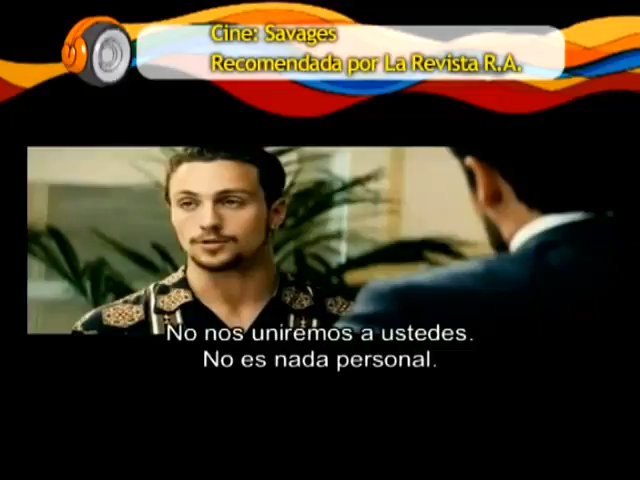 Cine: Savages
Recomendada por La Revista R.A.
No nos uniremos a ustedes.
No es nada personal.